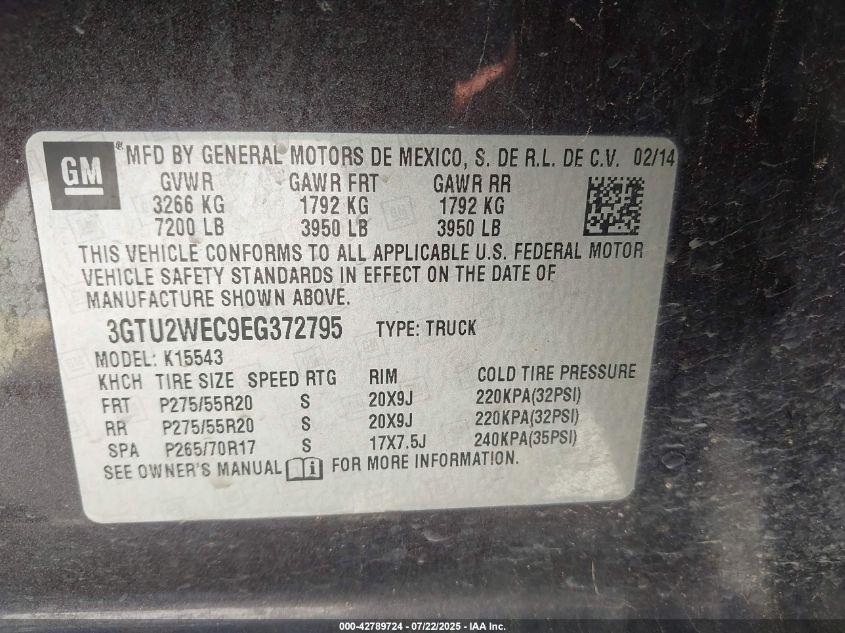 GM ® MFD BY GENERAL MOTORS DE MEXICO, S. DE R.L. DE C.V. 02/14
GVWR GAWR FRT GAWR RR
3266 KG 1792 KG 1792 KG
7200 LB 3950 LB 3950 LB
THIS VEHICLE CONFORMS TO ALL APPLICABLE U.S. FEDERAL MOTOR
VEHICLE SAFETY STANDARDS IN EFFECT ON THE DATE OF
MANUFACTURE SHOWN ABOVE.
3GTU2WEC9EG372795 TYPE: TRUCK
MODEL: K15543
KHCH TIRE SIZE SPEED RTG RIM COLD TIRE PRESSURE
FRT P275/55R20 S 20X9J 220KPA(32PSI)
RR P275/55R20 S 20X9J 220KPA(32PSI)
SPA P265/70R17 S 17X7.5J 240KPA(35PSI)
SEE OWNER'S MANUAL i FOR MORE INFORMATION.
000-42789724 - 07/22/2025 - IAA Inc.